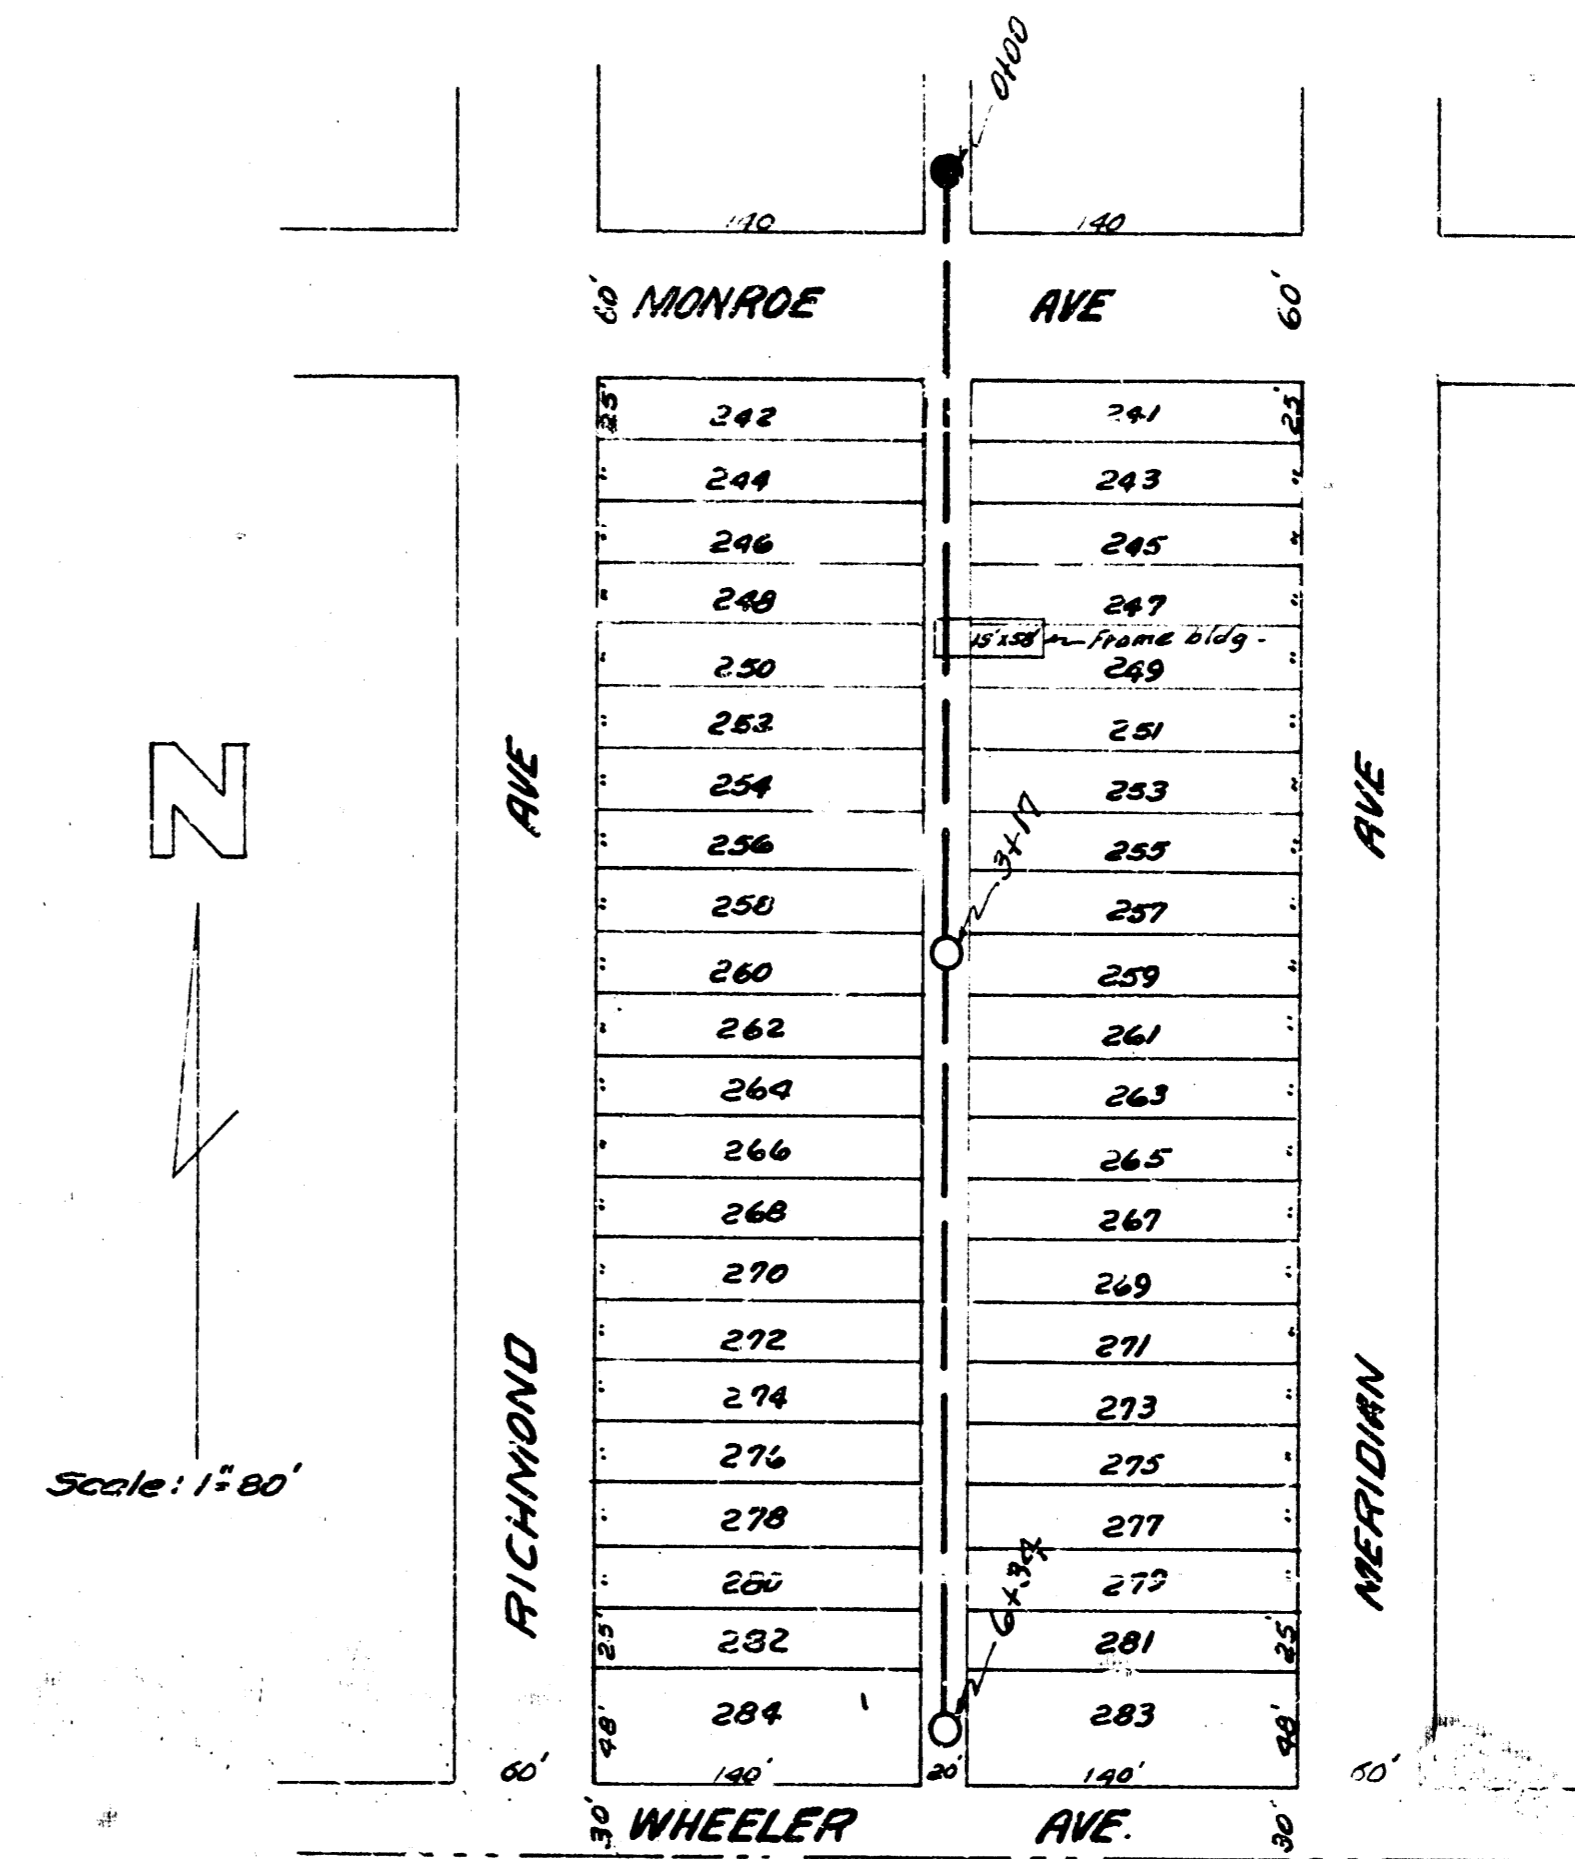 0+00
140 140
60' MONROE AVE 60'
25' 242 241 25'
" 244 243 "
" 246 245 "
" 248 247 "
15'x58' Frame bldg.
" 250 249 "
" 252 251 "
" 254 253 "
" 256 255 "
3+17
" 258 257 "
" 260 259 "
" 262 261 "
" 264 263 "
" 266 265 "
" 268 267 "
" 270 269 "
" 272 271 "
" 274 273 "
" 276 275 "
" 278 277 "
" 280 279 "
6+34
25' 282 281 25'
48' 284 283 48'
60' 140' 20' 140' 60'
30' WHEELER AVE. 30'
RICHMOND AVE
MERIDIAN AVE
N
Scale: 1"=80'